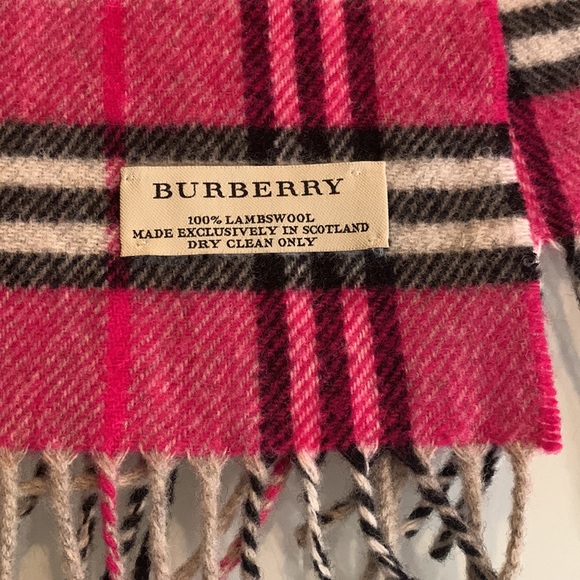 BURBERRY
100% LAMBSWOOL
MADE EXCLUSIVELY IN SCOTLAND
DRY CLEAN ONLY